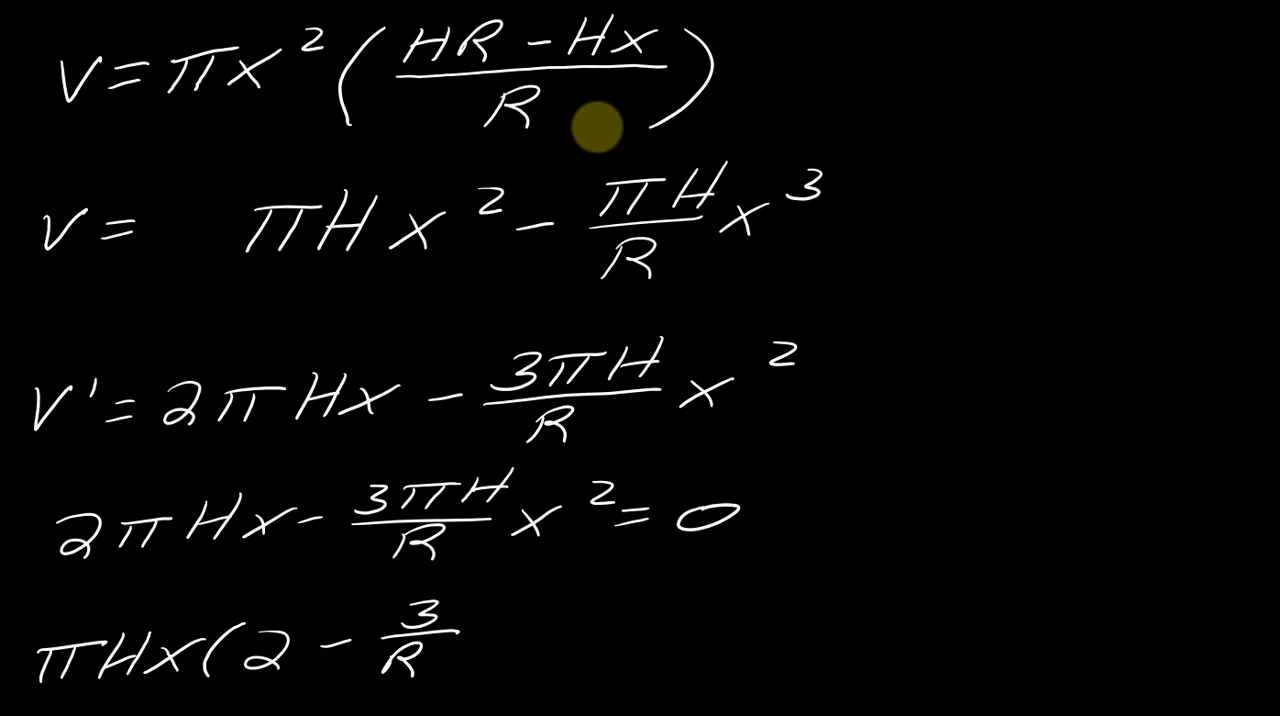 V = πx² ( (HR - Hx) / R )
V = πHx² - (πH / R) x³
V' = 2πHx - (3πH / R) x²
2πHx - (3πH / R) x² = 0
πHx(2 - 3 / R